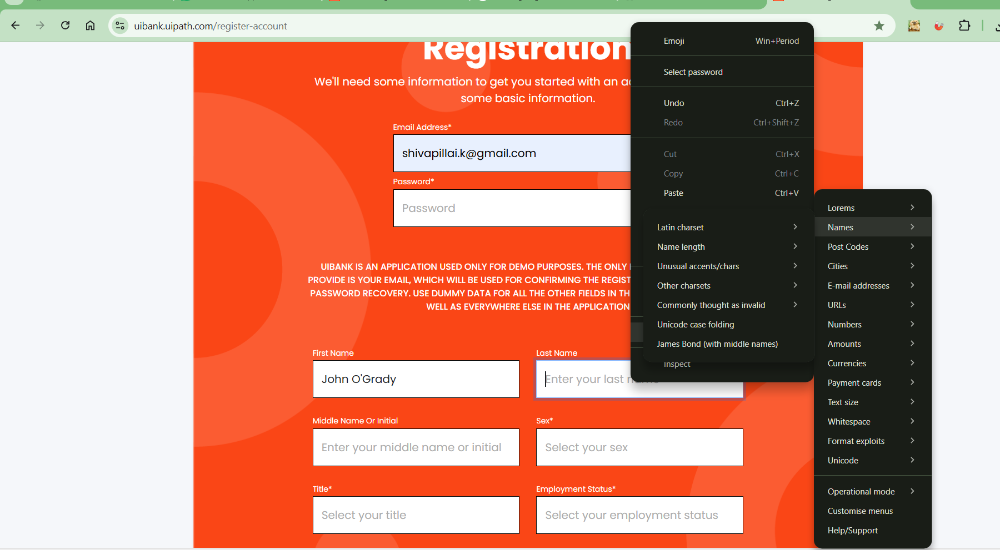 uibank.uipath.com/register-account
Registration
We'll need some information to get you started with an
some basic information.
Email Address*
shivapillai.k@gmail.com
Password*
Password
UIBANK IS AN APPLICATION USED ONLY FOR DEMO PURPOSES. THE ONLY
PROVIDE IS YOUR EMAIL, WHICH WILL BE USED FOR CONFIRMING THE
PASSWORD RECOVERY. USE DUMMY DATA FOR ALL THE OTHER FIELDS IN
WELL AS EVERYWHERE ELSE IN THE APPLICATION
First Name
Last Name
John O'Grady
Enter your last name
Middle Name Or Initial
Sex*
Enter your middle name or initial
Select your sex
Title*
Employment Status*
Select your title
Select your employment status
Emoji Win+Period
Select password
Undo Ctrl+Z
Redo Ctrl+Shift+Z
Cut Ctrl+X
Copy Ctrl+C
Paste Ctrl+V
Latin charset
Name length
Unusual accents/chars
Other charsets
Commonly thought as invalid
Unicode case folding
James Bond (with middle names)
Inspect
Lorems
Names
Post Codes
Cities
E-mail addresses
URLs
Numbers
Amounts
Currencies
Payment cards
Text size
Whitespace
Format exploits
Unicode
Operational mode
Customise menus
Help/Support